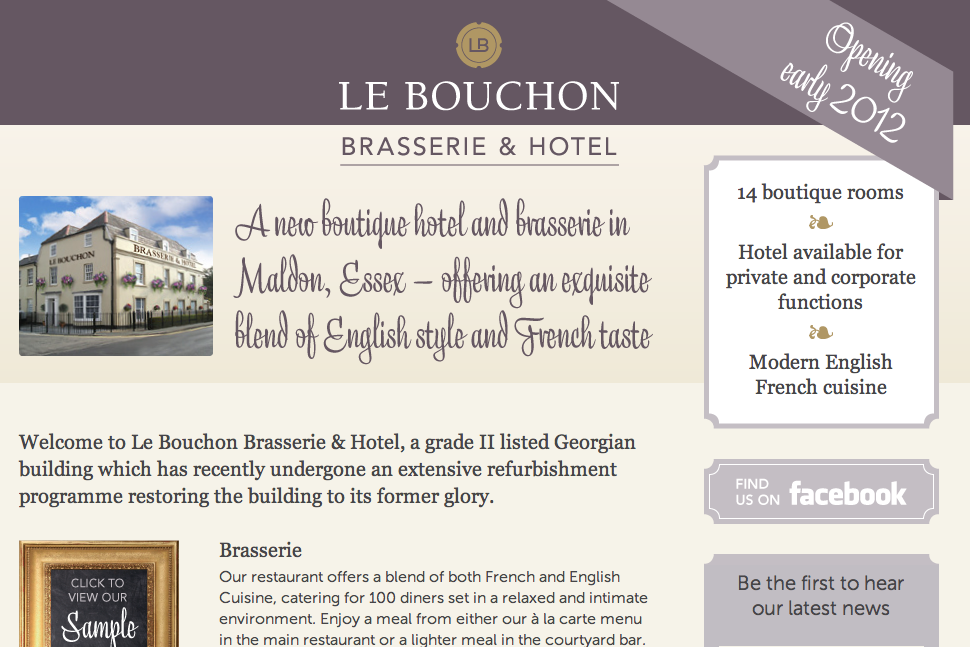 LB
LE BOUCHON
BRASSERIE & HOTEL
Opening
early 2012
LE BOUCHON
BRASSERIE & HOTEL
A new boutique hotel and brasserie in
Maldon, Essex – offering an exquisite
blend of English style and French taste
14 boutique rooms
Hotel available for
private and corporate
functions
Modern English
French cuisine
Welcome to Le Bouchon Brasserie & Hotel, a grade II listed Georgian
building which has recently undergone an extensive refurbishment
programme restoring the building to its former glory.
FIND
US ON facebook
CLICK TO
VIEW OUR
Sample
Brasserie
Our restaurant offers a blend of both French and English
Cuisine, catering for 100 diners set in a relaxed and intimate
environment. Enjoy a meal from either our à la carte menu
in the main restaurant or a lighter meal in the courtyard bar.
Be the first to hear
our latest news